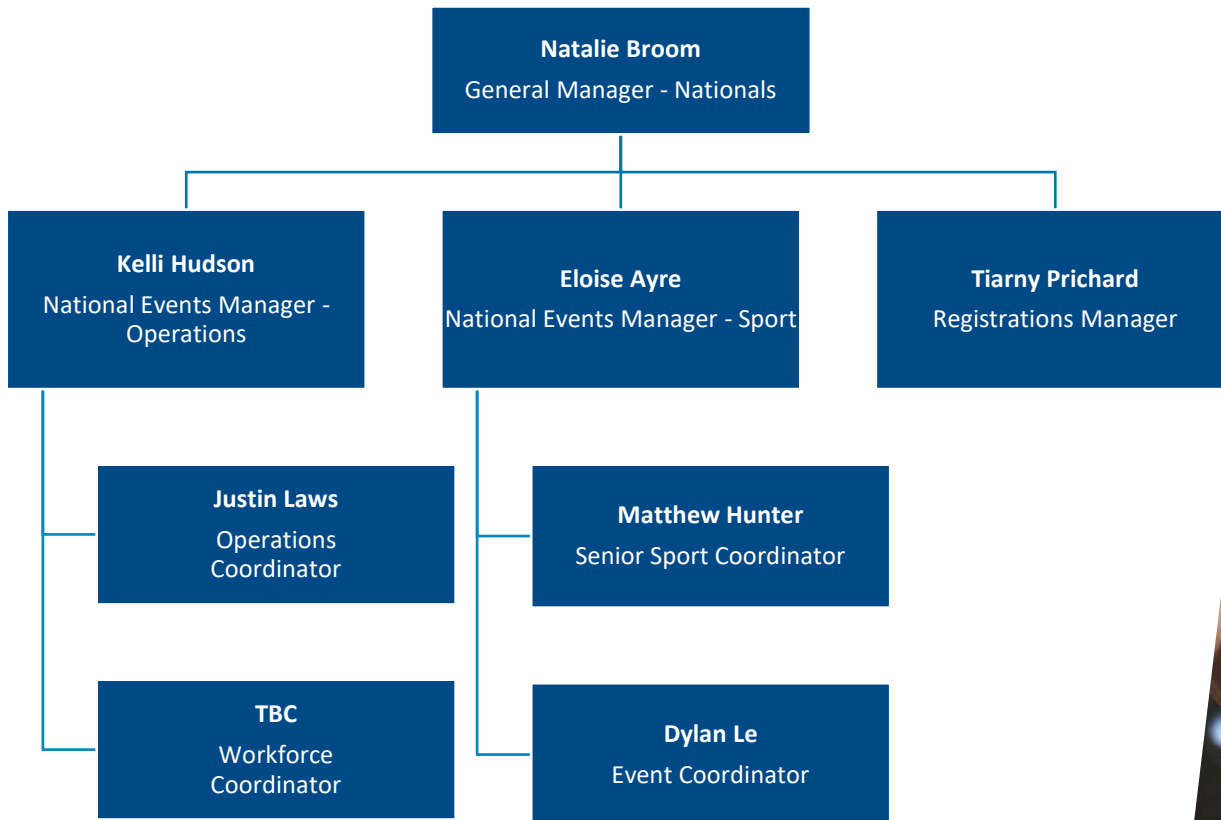 Natalie Broom
General Manager - Nationals
Kelli Hudson
National Events Manager -
Operations
Eloise Ayre
National Events Manager - Sport
Tiarny Prichard
Registrations Manager
Justin Laws
Operations
Coordinator
Matthew Hunter
Senior Sport Coordinator
TBC
Workforce
Coordinator
Dylan Le
Event Coordinator